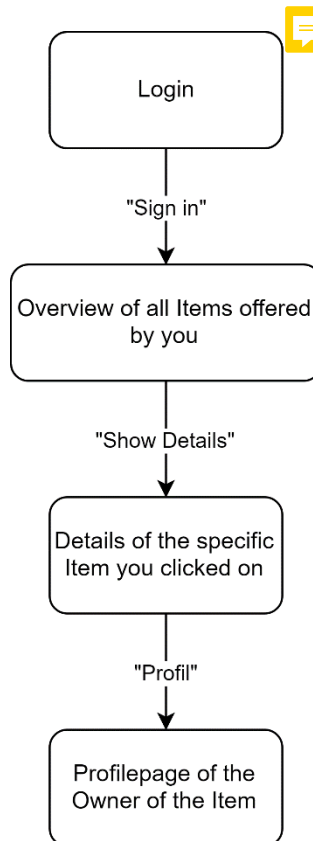 Login
"Sign in"
Overview of all Items offered
by you
"Show Details"
Details of the specific
Item you clicked on
"Profil"
Profilepage of the
Owner of the Item